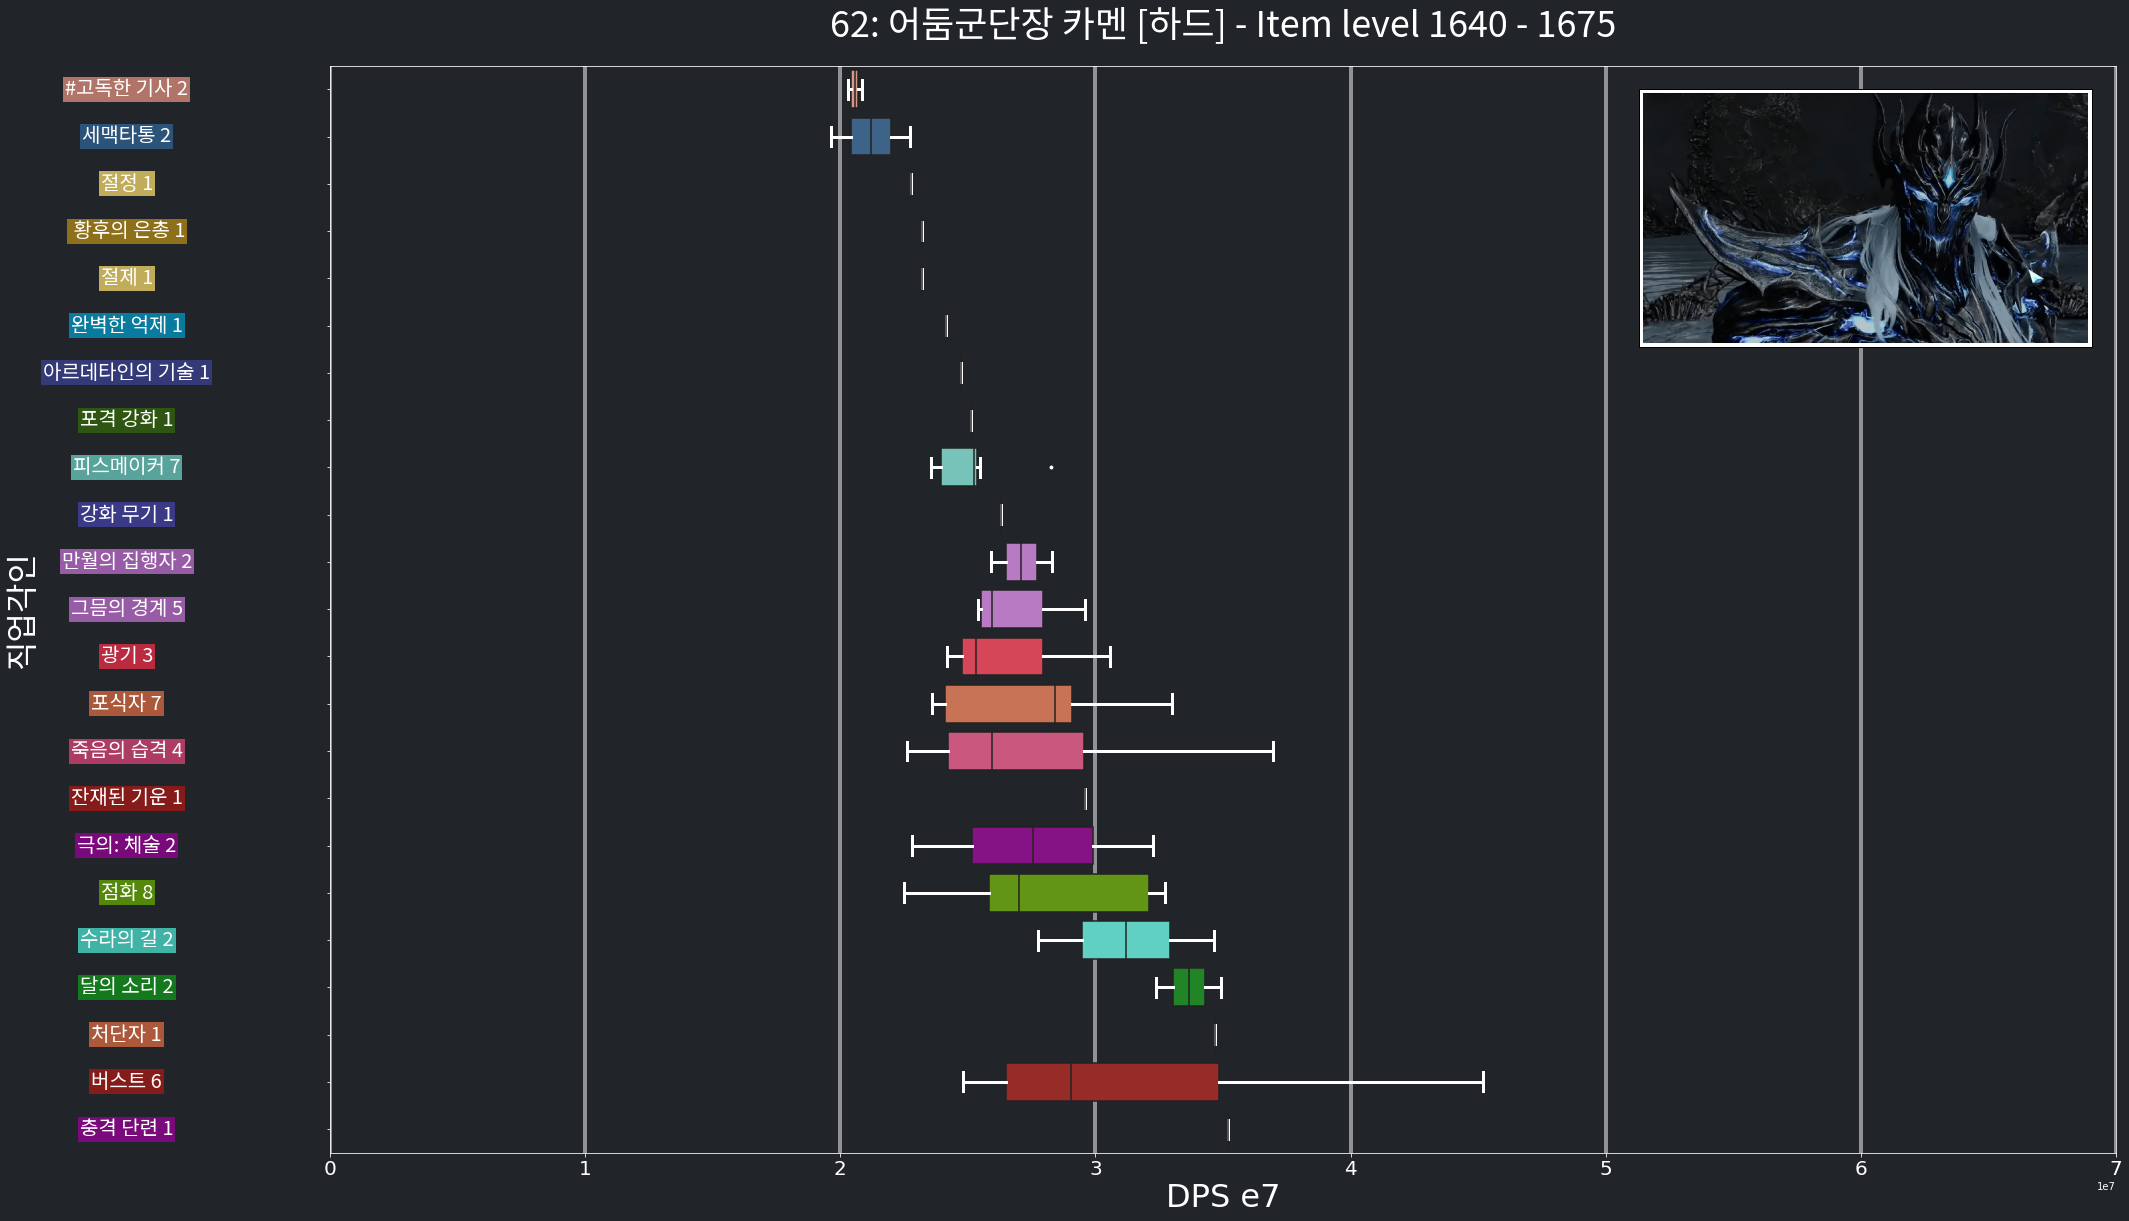 62: 어둠군단장 카멘 [하드] - Item level 1640 - 1675
#고독한 기사 2
세맥타통 2
절정 1
황후의 은총 1
절제 1
완벽한 억제 1
아르데타인의 기술 1
포격 강화 1
피스메이커 7
강화 무기 1
만월의 집행자 2
그믐의 경계 5
광기 3
포식자 7
죽음의 습격 4
잔재된 기운 1
극의: 체술 2
점화 8
수라의 길 2
달의 소리 2
처단자 1
버스트 6
충격 단련 1
직업각인
0 1 2 3 4 5 6 7
1e7
DPS e7